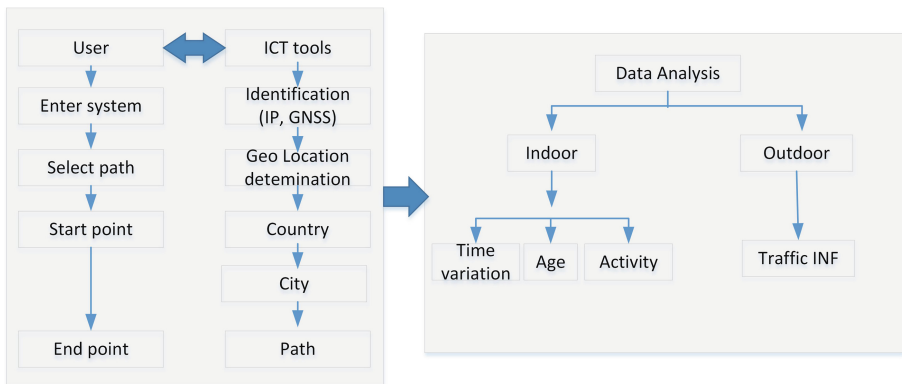 User
Enter system
Select path
Start point
End point
ICT tools
Identification
(IP, GNSS)
Geo Location
detemination
Country
City
Path
Data Analysis
Indoor
Outdoor
Time
variation
Age
Activity
Traffic INF